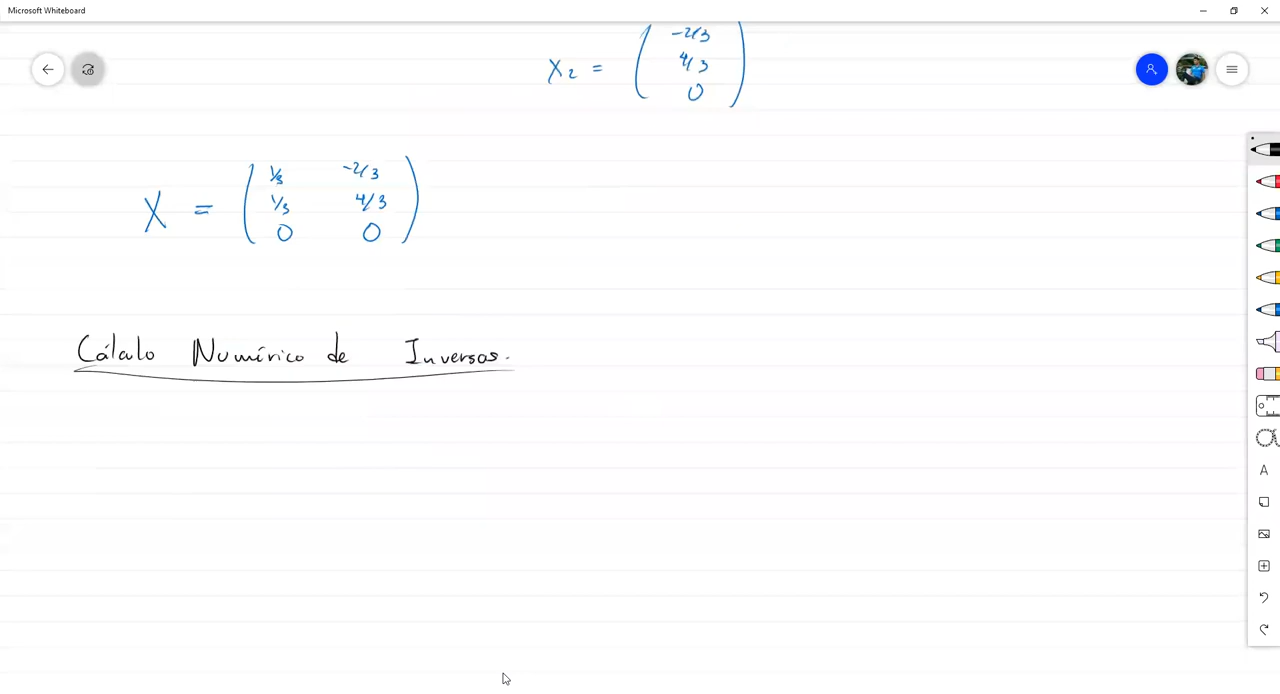 Microsoft Whiteboard
X₂ = ( -2/3
4/3
0 )
X = ( 1/3 -2/3
1/3 4/3
0 0 )
Cálculo Numírico de Inversas.
A